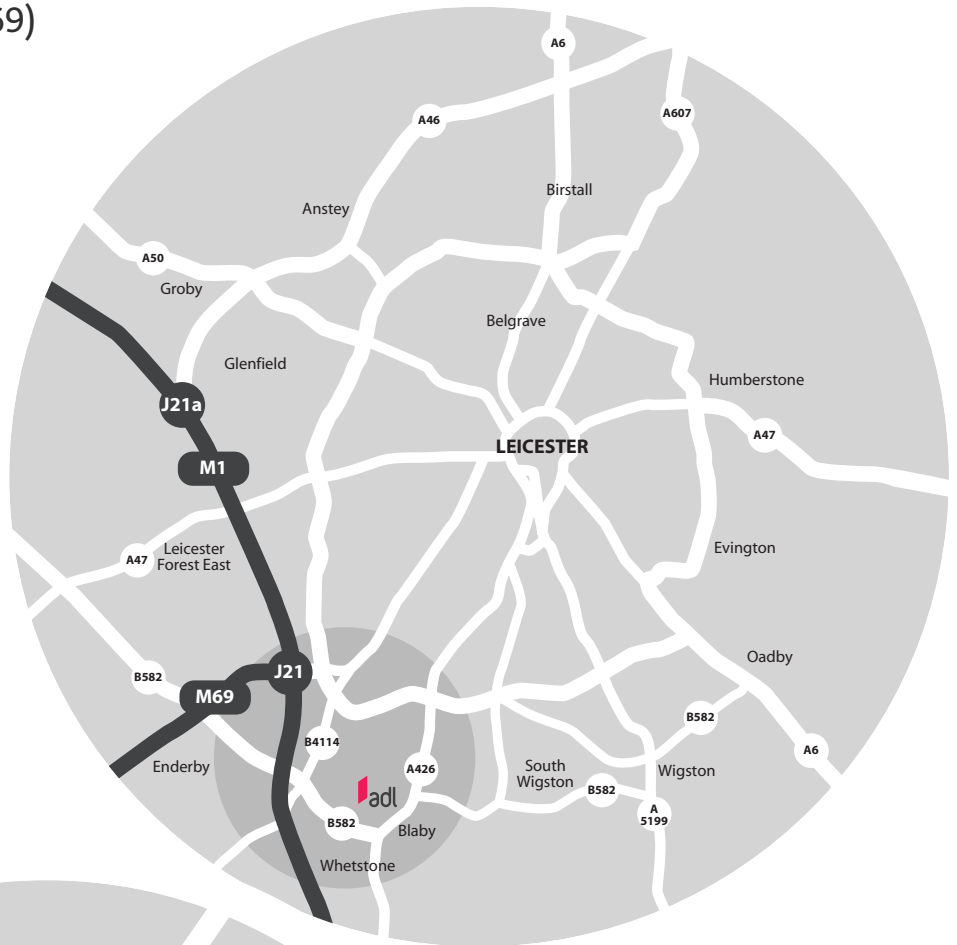 69)
A6
A607
A46
Birstall
Anstey
A50
Groby
Belgrave
Glenfield
Humberstone
J21a
A47
LEICESTER
M1
Evington
Leicester
Forest East
A47
Oadby
J21
B582
M69
B582
B4114
A6
Enderby
A426
South
Wigston
Wigston
B582
adl
A
5199
B582
Blaby
Whetstone